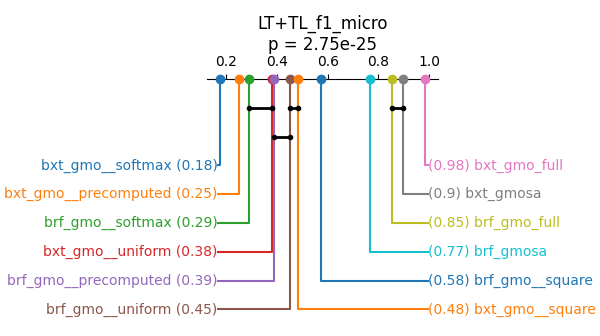 LT+TL_f1_micro
p = 2.75e-25
0.2 0.4 0.6 0.8 1.0
bxt_gmo__softmax (0.18) (0.98) bxt_gmo_full
bxt_gmo__precomputed (0.25) (0.9) bxt_gmosa
brf_gmo__softmax (0.29) (0.85) brf_gmo_full
bxt_gmo__uniform (0.38) (0.77) brf_gmosa
brf_gmo__precomputed (0.39) (0.58) brf_gmo__square
brf_gmo__uniform (0.45) (0.48) bxt_gmo__square